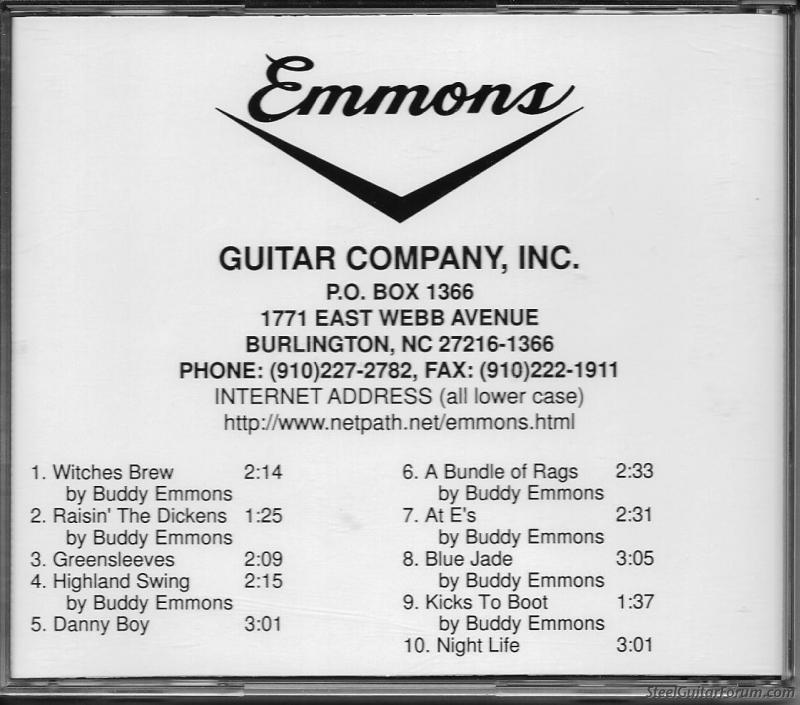 Emmons
GUITAR COMPANY, INC.
P.O. BOX 1366
1771 EAST WEBB AVENUE
BURLINGTON, NC 27216-1366
PHONE: (910)227-2782, FAX: (910)222-1911
INTERNET ADDRESS (all lower case)
http://www.netpath.net/emmons.html
1. Witches Brew 2:14
by Buddy Emmons
2. Raisin' The Dickens 1:25
by Buddy Emmons
3. Greensleeves 2:09
4. Highland Swing 2:15
by Buddy Emmons
5. Danny Boy 3:01
6. A Bundle of Rags 2:33
by Buddy Emmons
7. At E's 2:31
by Buddy Emmons
8. Blue Jade 3:05
by Buddy Emmons
9. Kicks To Boot 1:37
by Buddy Emmons
10. Night Life 3:01
SteelGuitarForum.com